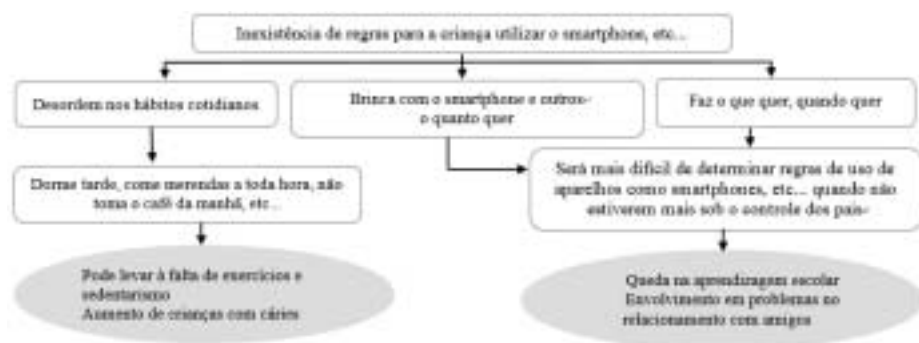 Inexistência de regras para a criança utilizar o smartphone, etc...
Desordem nos hábitos cotidianos
Brinca com o smartphone e outros
o quanto quer
Faz o que quer, quando quer
Dorme tarde, come merendas a toda hora, não
toma o café da manhã, etc...
Será mais difícil de determinar regras de uso de
aparelhos como smartphones, etc... quando não
estiverem mais sob o controle dos pais
Pode levar à falta de exercícios e
sedentarismo
Aumento de crianças com cáries
Queda na aprendizagem escolar
Envolvimento em problemas no
relacionamento com amigos